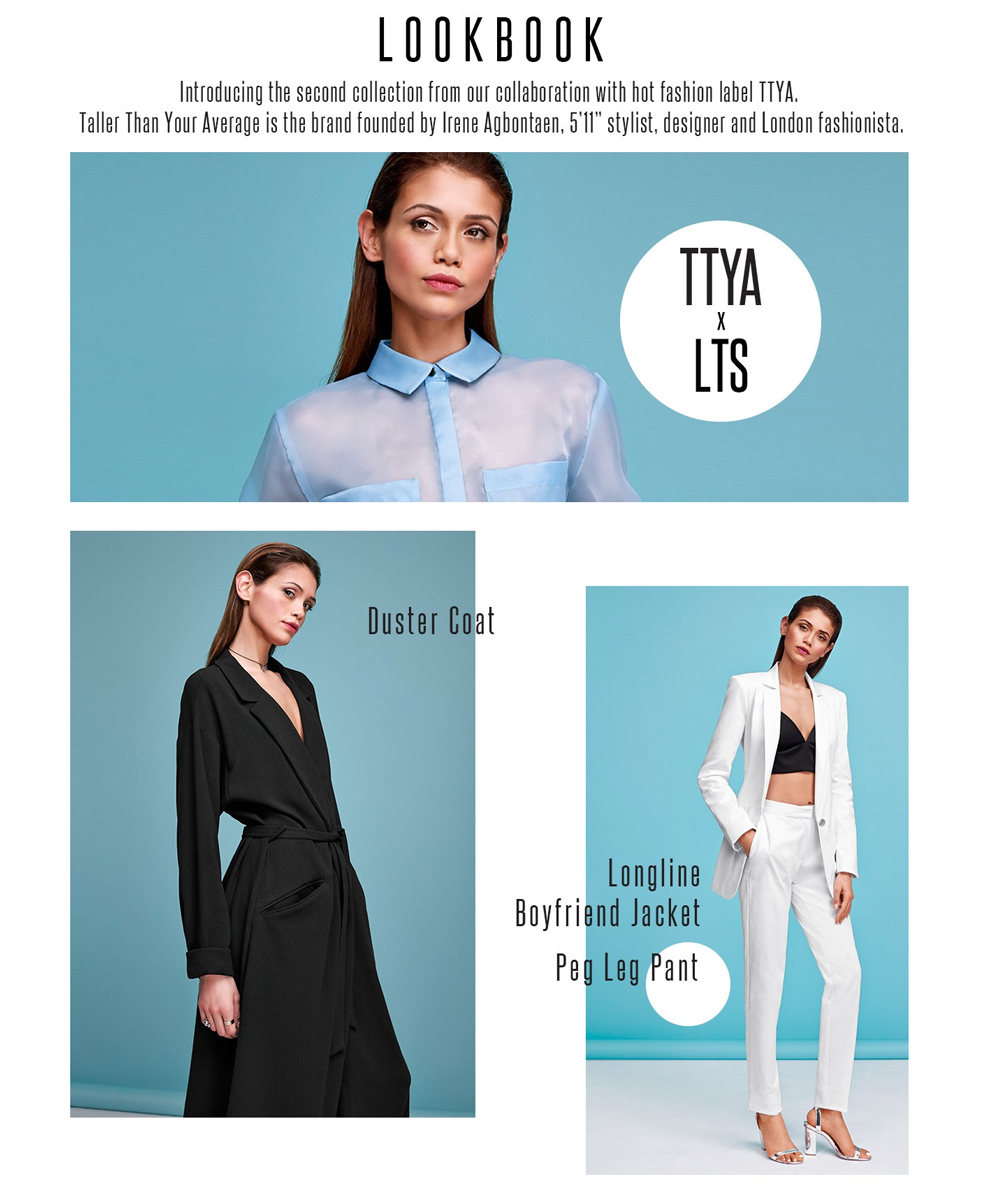 LOOKBOOK
Introducing the second collection from our collaboration with hot fashion label TTYA.
Taller Than Your Average is the brand founded by Irene Agbontaen, 5'11” stylist, designer and London fashionista.
TTYA
x
LTS
Duster Coat
Longline
Boyfriend Jacket
Peg Leg Pant